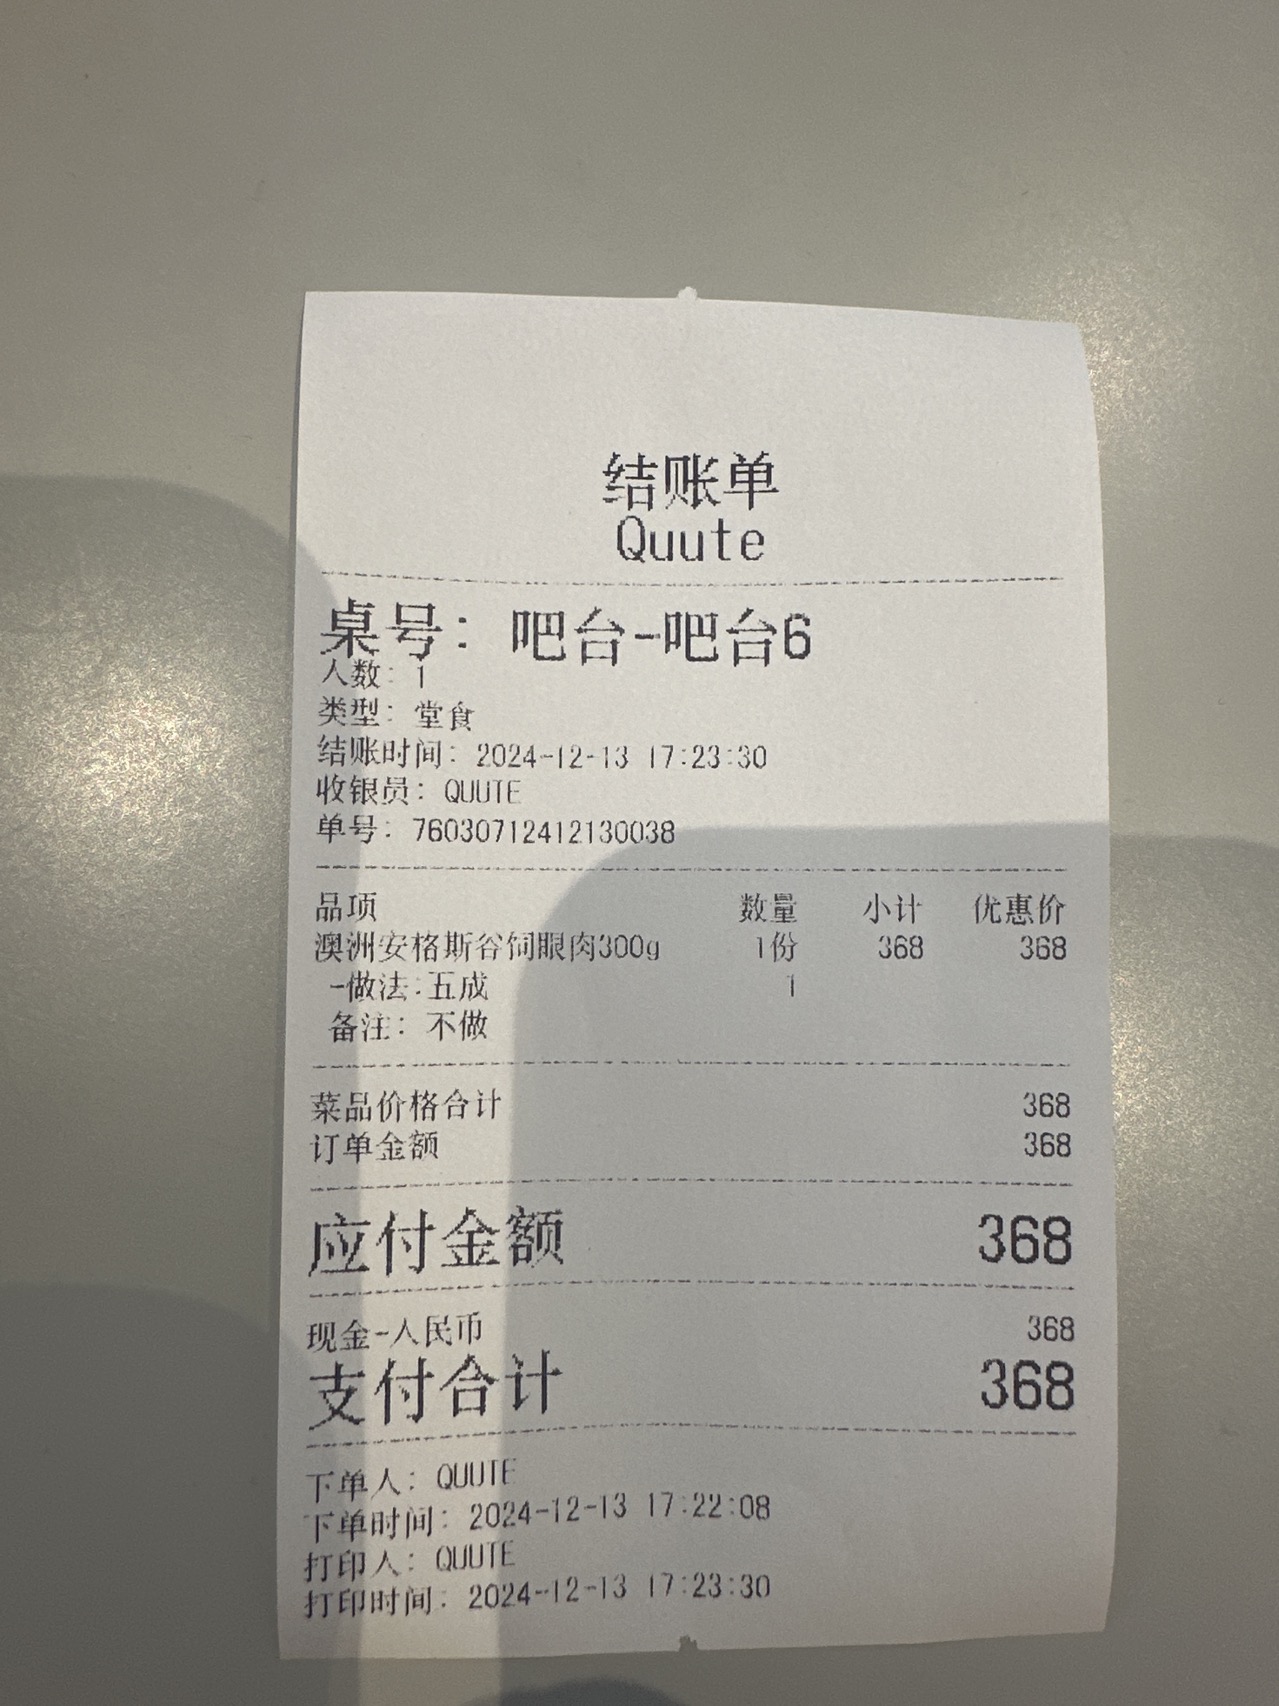 结账单
Quute
桌号: 吧台-吧台6
人数: 1
类型: 堂食
结账时间: 2024-12-13 17:23:30
收银员: QUUTE
单号: 76030712412130038
品项 数量 小计 优惠价
澳洲安格斯谷饲眼肉300g 1份 368 368
-做法:五成 1
备注: 不做
菜品价格合计 368
订单金额 368
应付金额 368
现金-人民币 368
支付合计 368
下单人: QUUTE
下单时间: 2024-12-13 17:22:08
打印人: QUUTE
打印时间: 2024-12-13 17:23:30